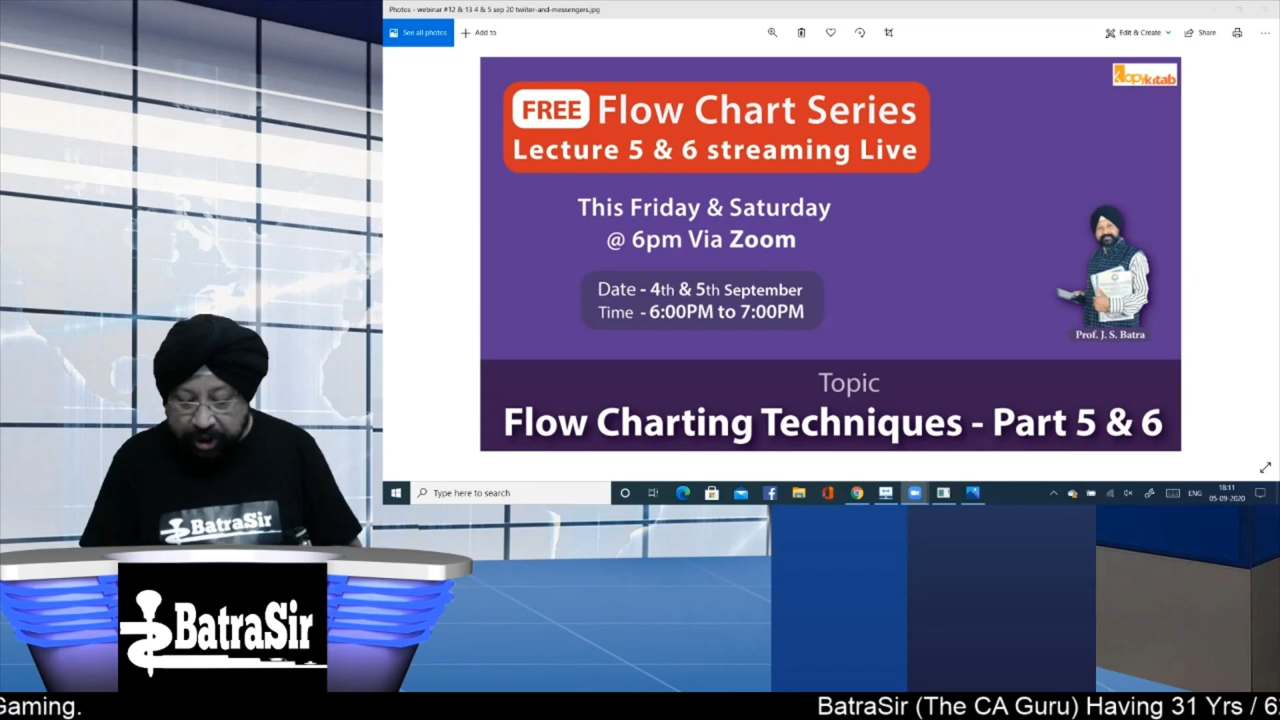 Photos - webinar #12 & 13 4 & 5 sep 20 twiiter-and-messengers.jpg
See all photos
Add to
Edit & Create
Share
Kopykitab
FREE Flow Chart Series
Lecture 5 & 6 streaming Live
This Friday & Saturday
@ 6pm Via Zoom
Date - 4th & 5th September
Time - 6:00PM to 7:00PM
Prof. J. S. Batra
Topic
Flow Charting Techniques - Part 5 & 6
Type here to search
ENG
18:11
05-09-2020
BatraSir
BatraSir
Gaming.
BatraSir (The CA Guru) Having 31 Yrs / 6